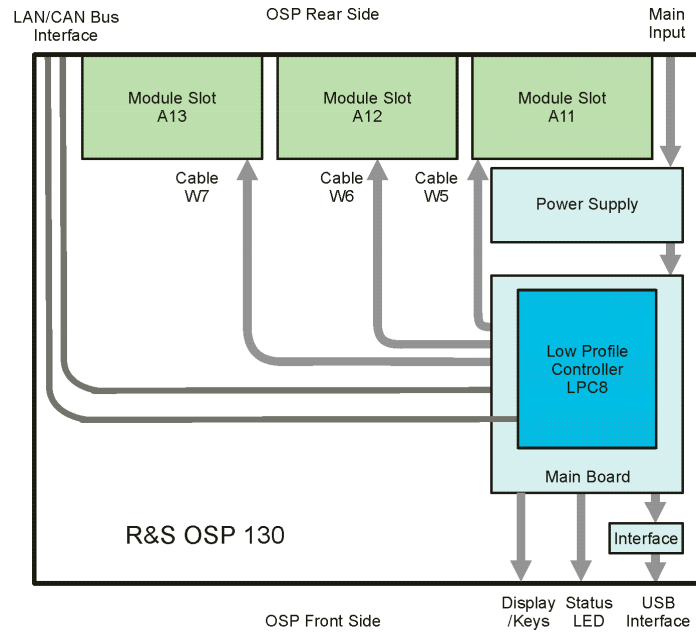 LAN/CAN Bus
Interface
OSP Rear Side
Main
Input
Module Slot
A13
Module Slot
A12
Module Slot
A11
Cable
W7
Cable
W6
Cable
W5
Power Supply
Low Profile
Controller
LPC8
Main Board
R&S OSP 130
Interface
Display
/Keys
Status
LED
USB
Interface
OSP Front Side